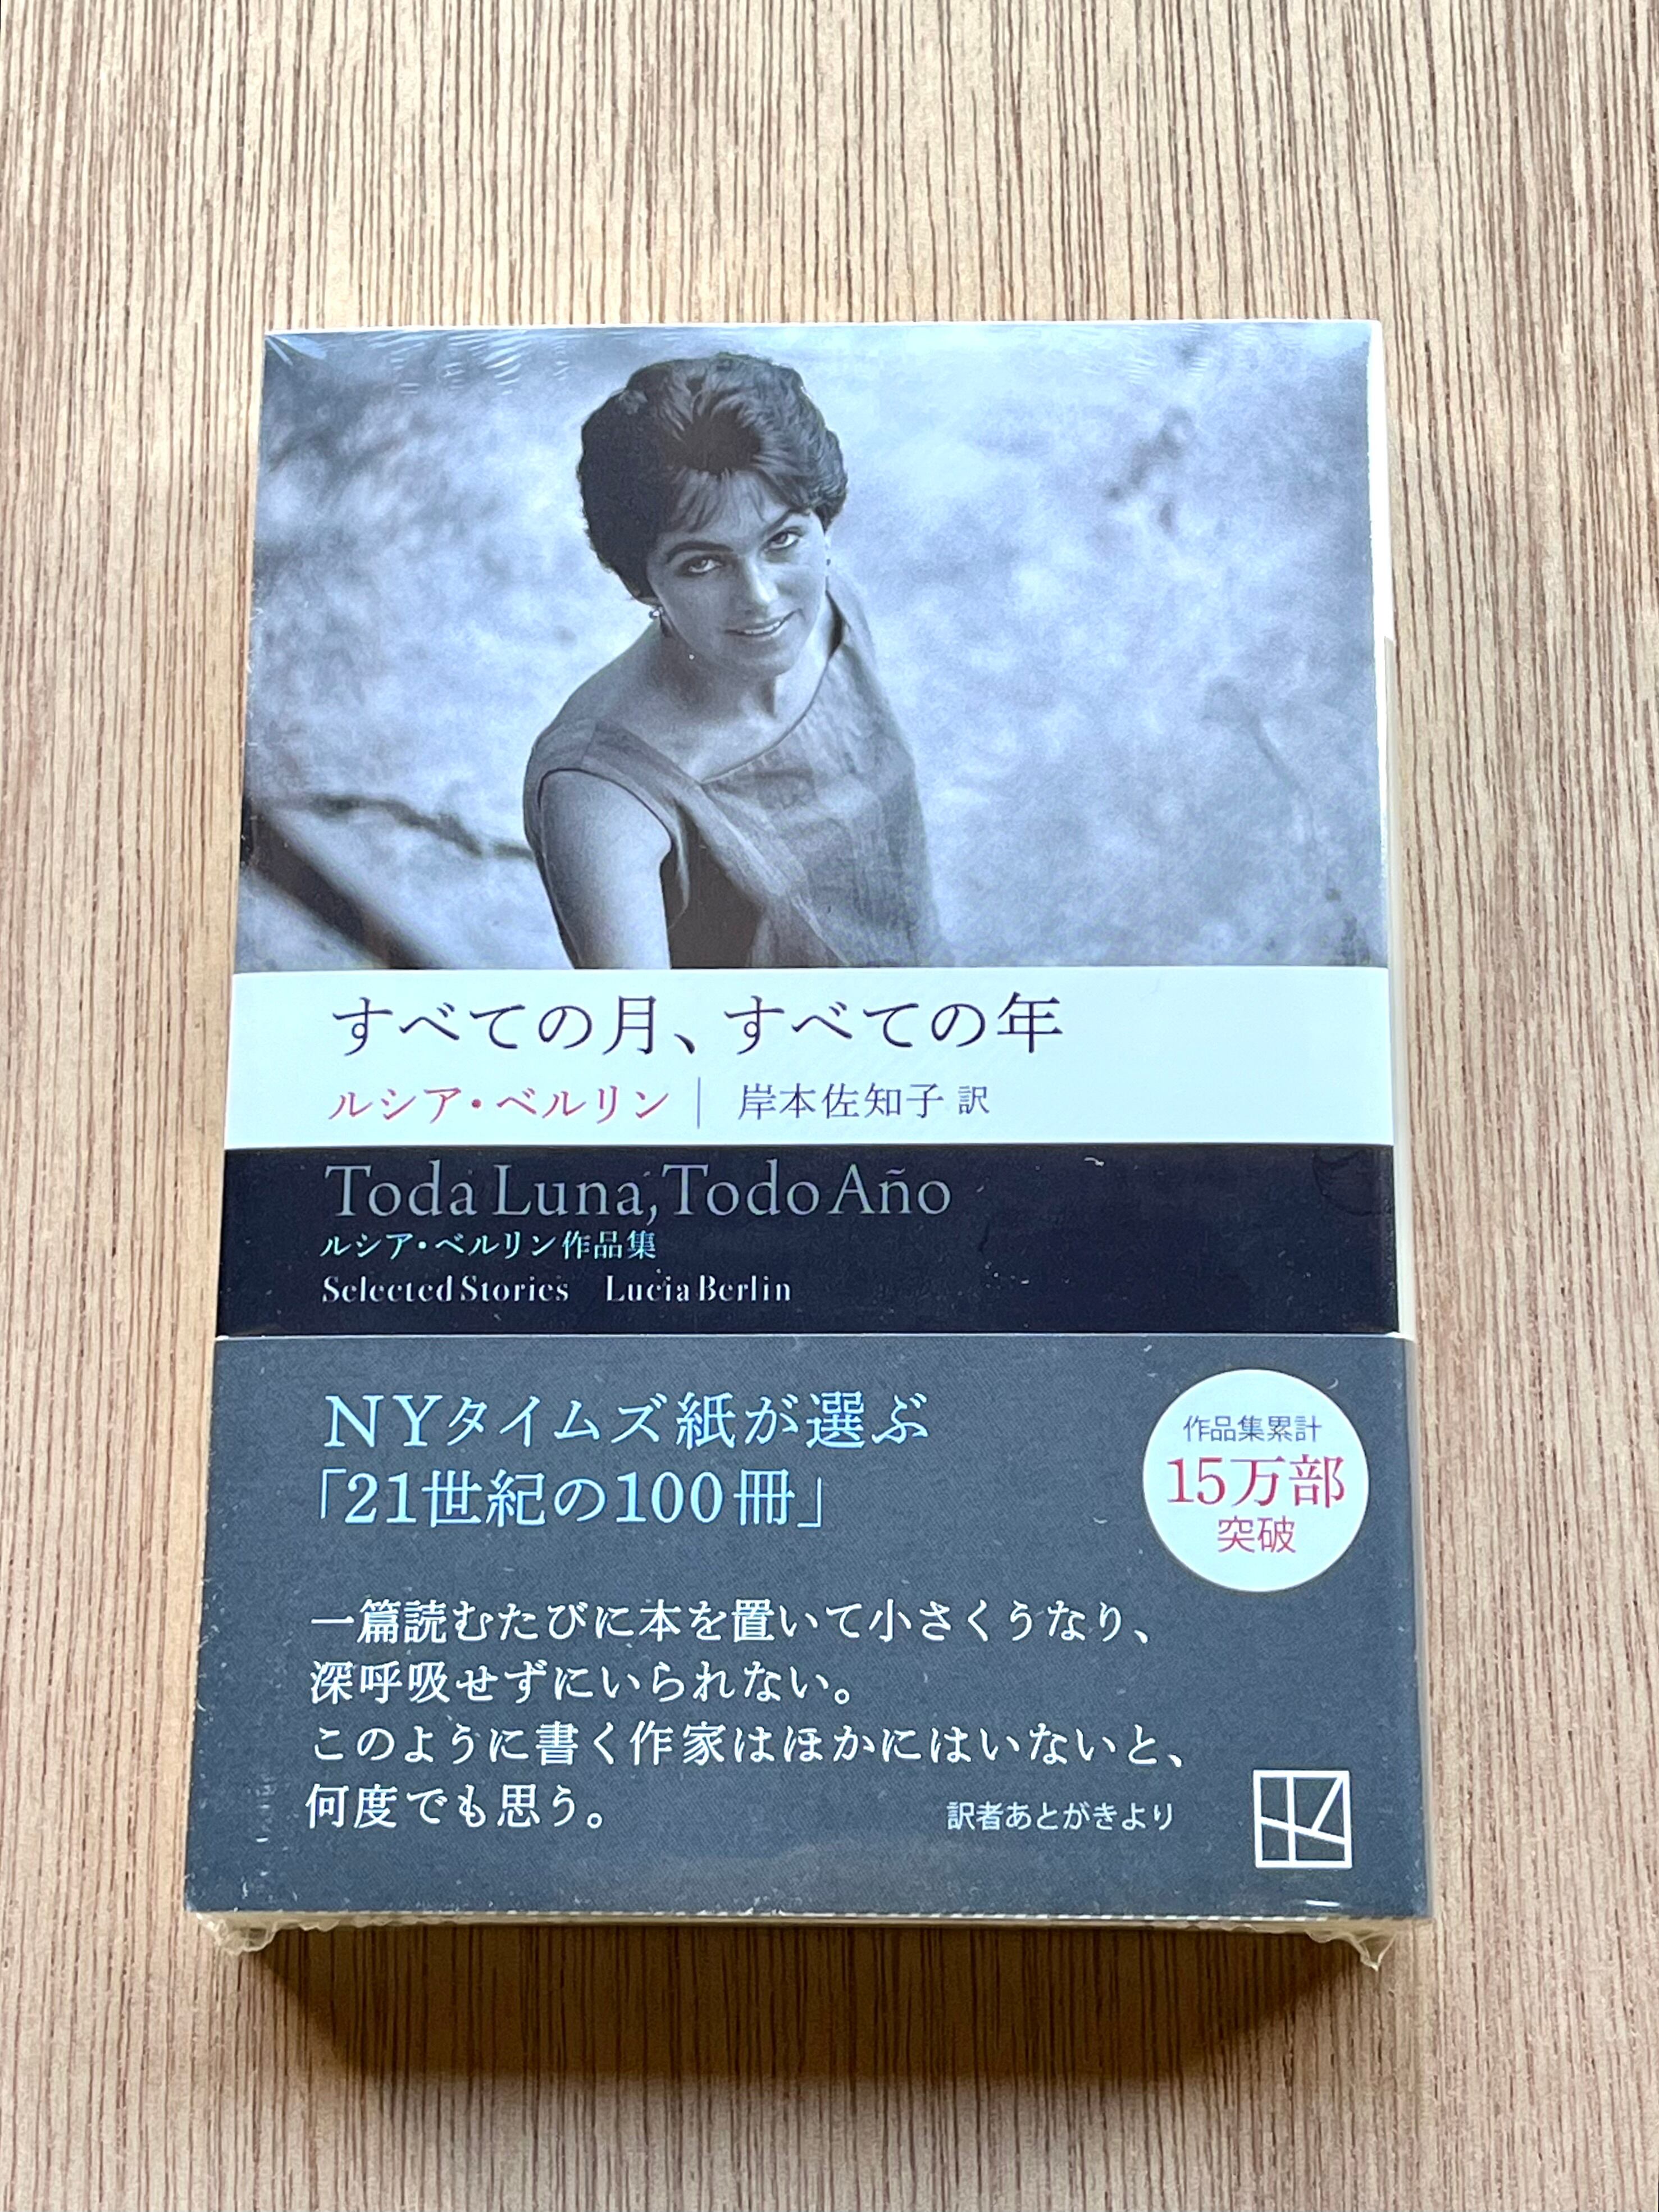 すべての月、すべての年
ルシア・ベルリン｜岸本佐知子 訳
Toda Luna, Todo Año
ルシア・ベルリン作品集
Selected Stories Lucia Berlin
NYタイムズ紙が選ぶ
「21世紀の100冊」
作品集累計
15万部
突破
一篇読むたびに本を置いて小さくうなり、
深呼吸せずにいられない。
このように書く作家はほかにはいないと、
何度でも思う。
訳者あとがきより